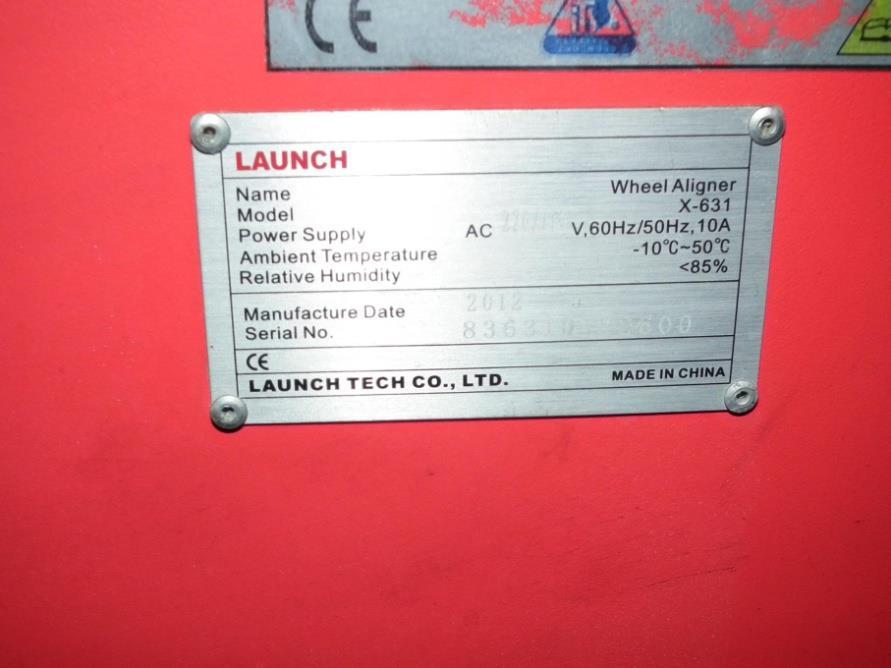 CE
LAUNCH
Name Wheel Aligner
Model X-631
Power Supply AC V,60Hz/50Hz,10A
Ambient Temperature -10℃~50℃
Relative Humidity <85%
Manufacture Date 2012
Serial No.
CE
LAUNCH TECH CO., LTD. MADE IN CHINA